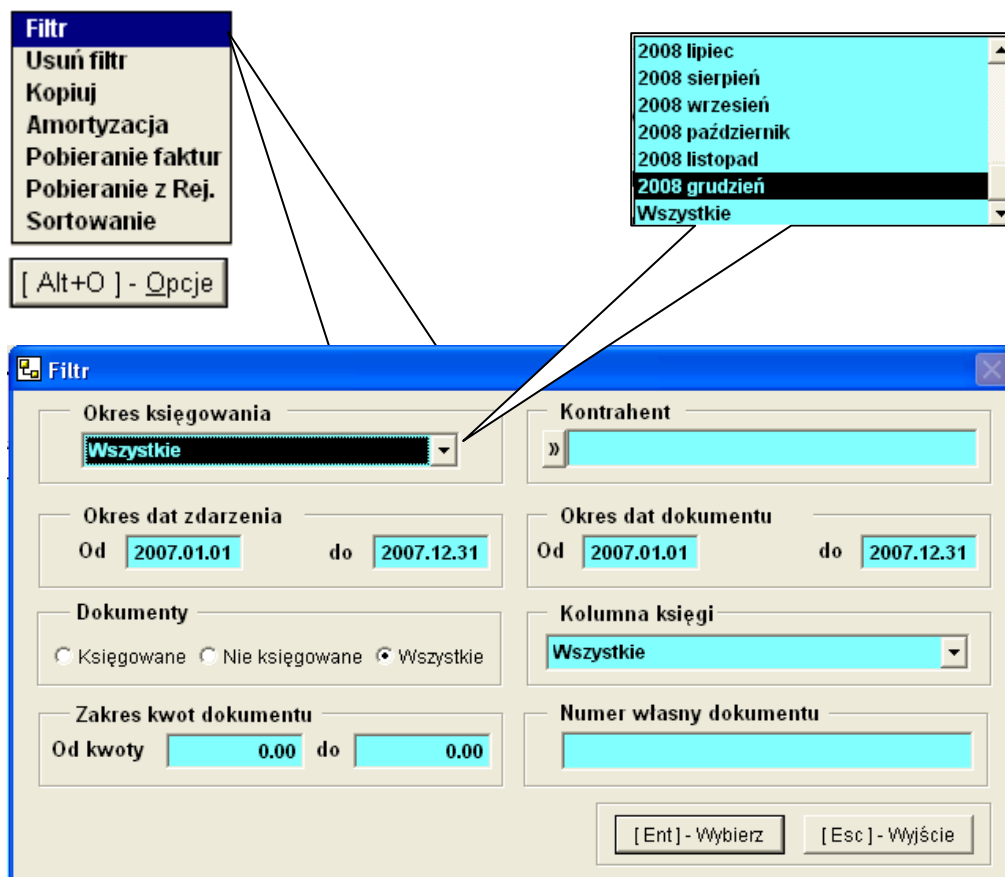 Filtr
Usuń filtr
Kopiuj
Amortyzacja
Pobieranie faktur
Pobieranie z Rej.
Sortowanie
[ Alt+O ] - Opcje
2008 lipiec
2008 sierpień
2008 wrzesień
2008 październik
2008 listopad
2008 grudzień
Wszystkie
Filtr
Okres księgowania
Wszystkie
Kontrahent
»
Okres dat zdarzenia
Od 2007.01.01 do 2007.12.31
Okres dat dokumentu
Od 2007.01.01 do 2007.12.31
Dokumenty
Księgowane Nie księgowane Wszystkie
Kolumna księgi
Wszystkie
Zakres kwot dokumentu
Od kwoty 0.00 do 0.00
Numer własny dokumentu
[ Ent ] - Wybierz [ Esc ] - Wyjście